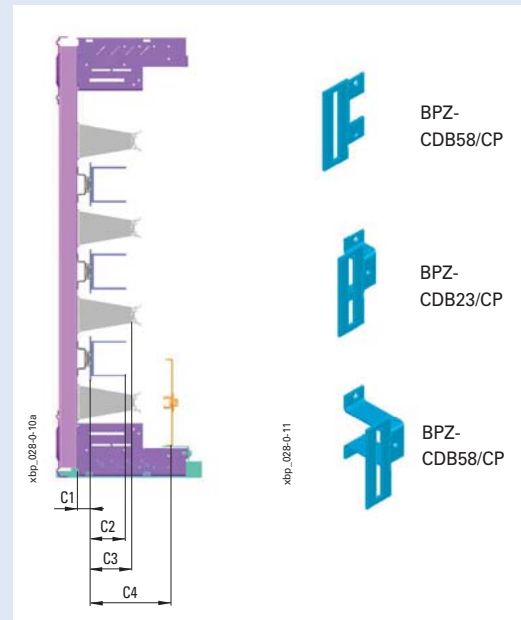 BPZ-
CDB58/CP
BPZ-
CDB23/CP
BPZ-
CDB58/CP
xbp_028-0-10a
xbp_028-0-11
C1
C2
C3
C4